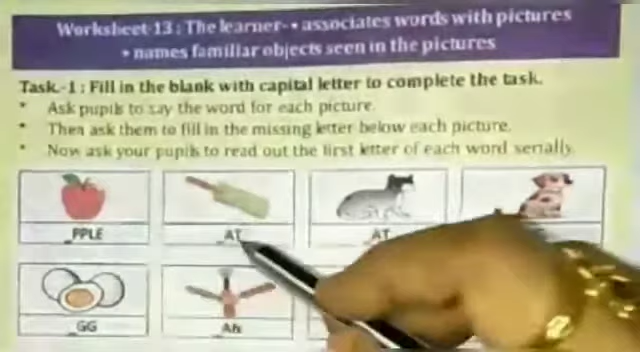 Worksheet-13 : The learner- • associates words with pictures
• names familiar objects seen in the pictures
Task.-1 : Fill in the blank with capital letter to complete the task.
* Ask pupils to say the word for each picture.
* Then ask them to fill in the missing letter below each picture.
* Now ask your pupils to read out the first letter of each word serially.
_PPLE _AT _AT
_GG _AN